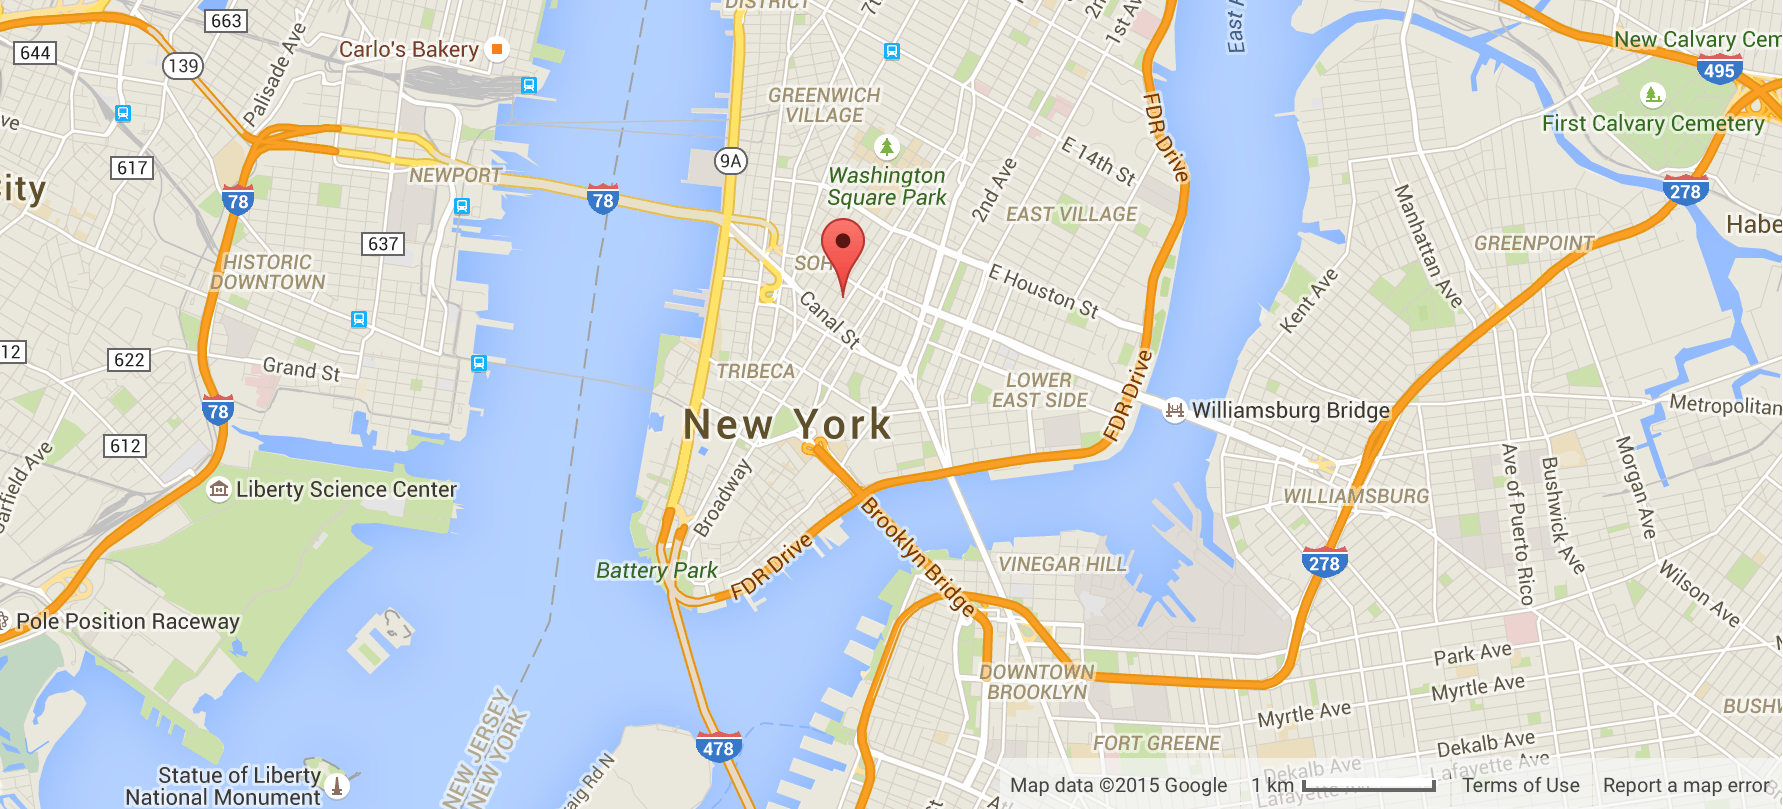 DISTRICT
663
Carlo's Bakery
644
139
Palisade Ave
GREENWICH
VILLAGE
New Calvary Cem
495
First Calvary Cemetery
FDR Drive
E 14th St
9A
617
NEWPORT
Washington
Square Park
2nd Ave
1st Av
East
78
78
278
City
EAST VILLAGE
Manhattan Ave
Habe
GREENPOINT
637
HISTORIC
DOWNTOWN
SOH
E Houston St
Kent Ave
Canal St
12
622
Grand St
TRIBECA
LOWER
EAST SIDE
FDR Drive
78
New York
Williamsburg Bridge
Metropolitan
612
Liberty Science Center
Broadway
WILLIAMSBURG
Ave of Puerto Rico
Bushwick Ave
Morgan Ave
Brooklyn Bridge
FDR Drive
Battery Park
VINEGAR HILL
278
Wilson Ave
Pole Position Raceway
DOWNTOWN
BROOKLYN
Park Ave
Myrtle Ave
Myrtle Ave
BUSHW
NEW JERSEY
NEW YORK
478
FORT GREENE
Dekalb Ave
Dekalb Ave
Lafayette Ave
Statue of Liberty
National Monument
aig Rd N
Map data ©2015 Google
1 km
Terms of Use
Report a map error